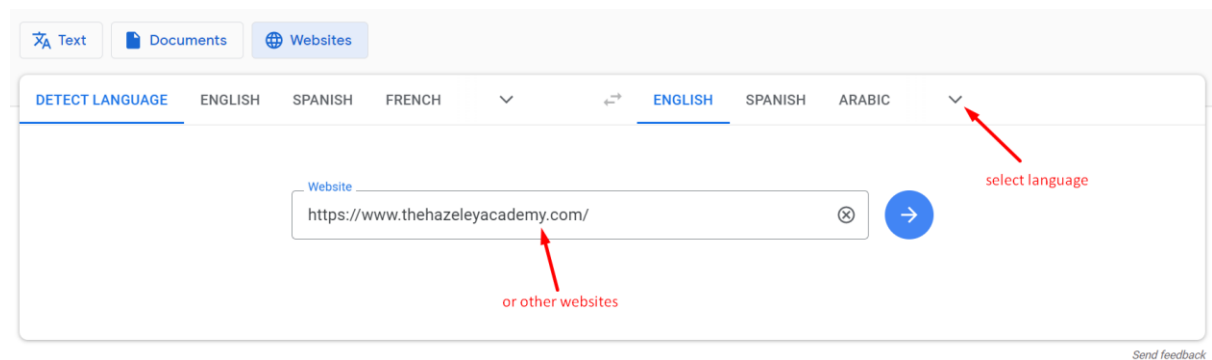 Text Documents Websites
DETECT LANGUAGE ENGLISH SPANISH FRENCH ENGLISH SPANISH ARABIC
select language
Website
https://www.thehazeleyacademy.com/
or other websites
Send feedback